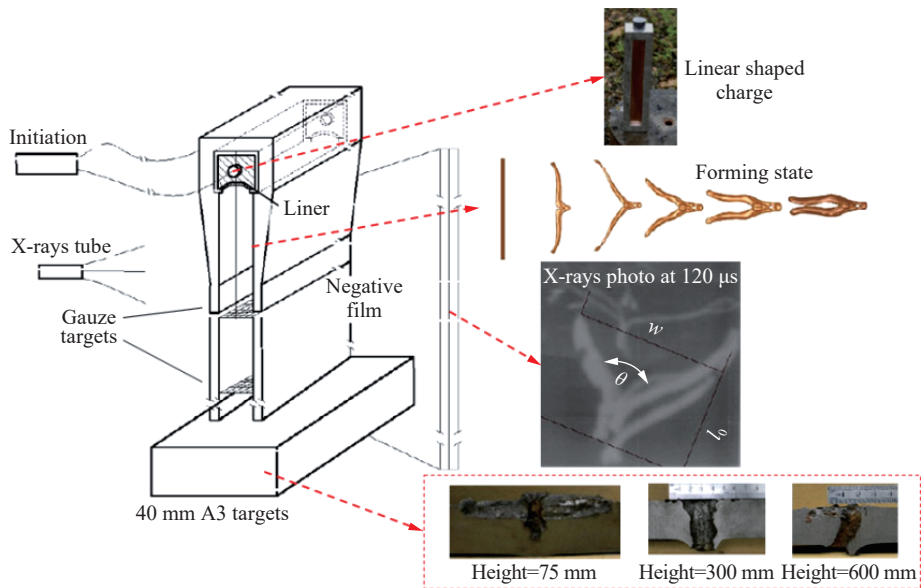 Linear shaped
charge
Initiation
Liner
Forming state
X-rays tube
Negative
film
Gauze
targets
X-rays photo at 120 μs
w
θ
l₀
40 mm A3 targets
Height=75 mm
Height=300 mm
Height=600 mm